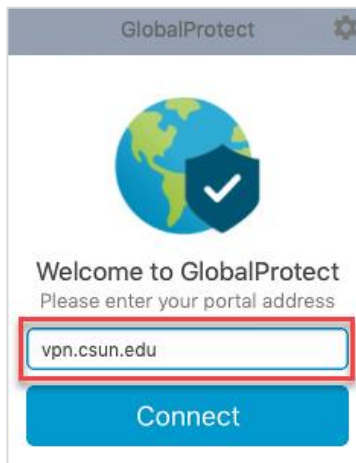 GlobalProtect
Welcome to GlobalProtect
Please enter your portal address
vpn.csun.edu
Connect